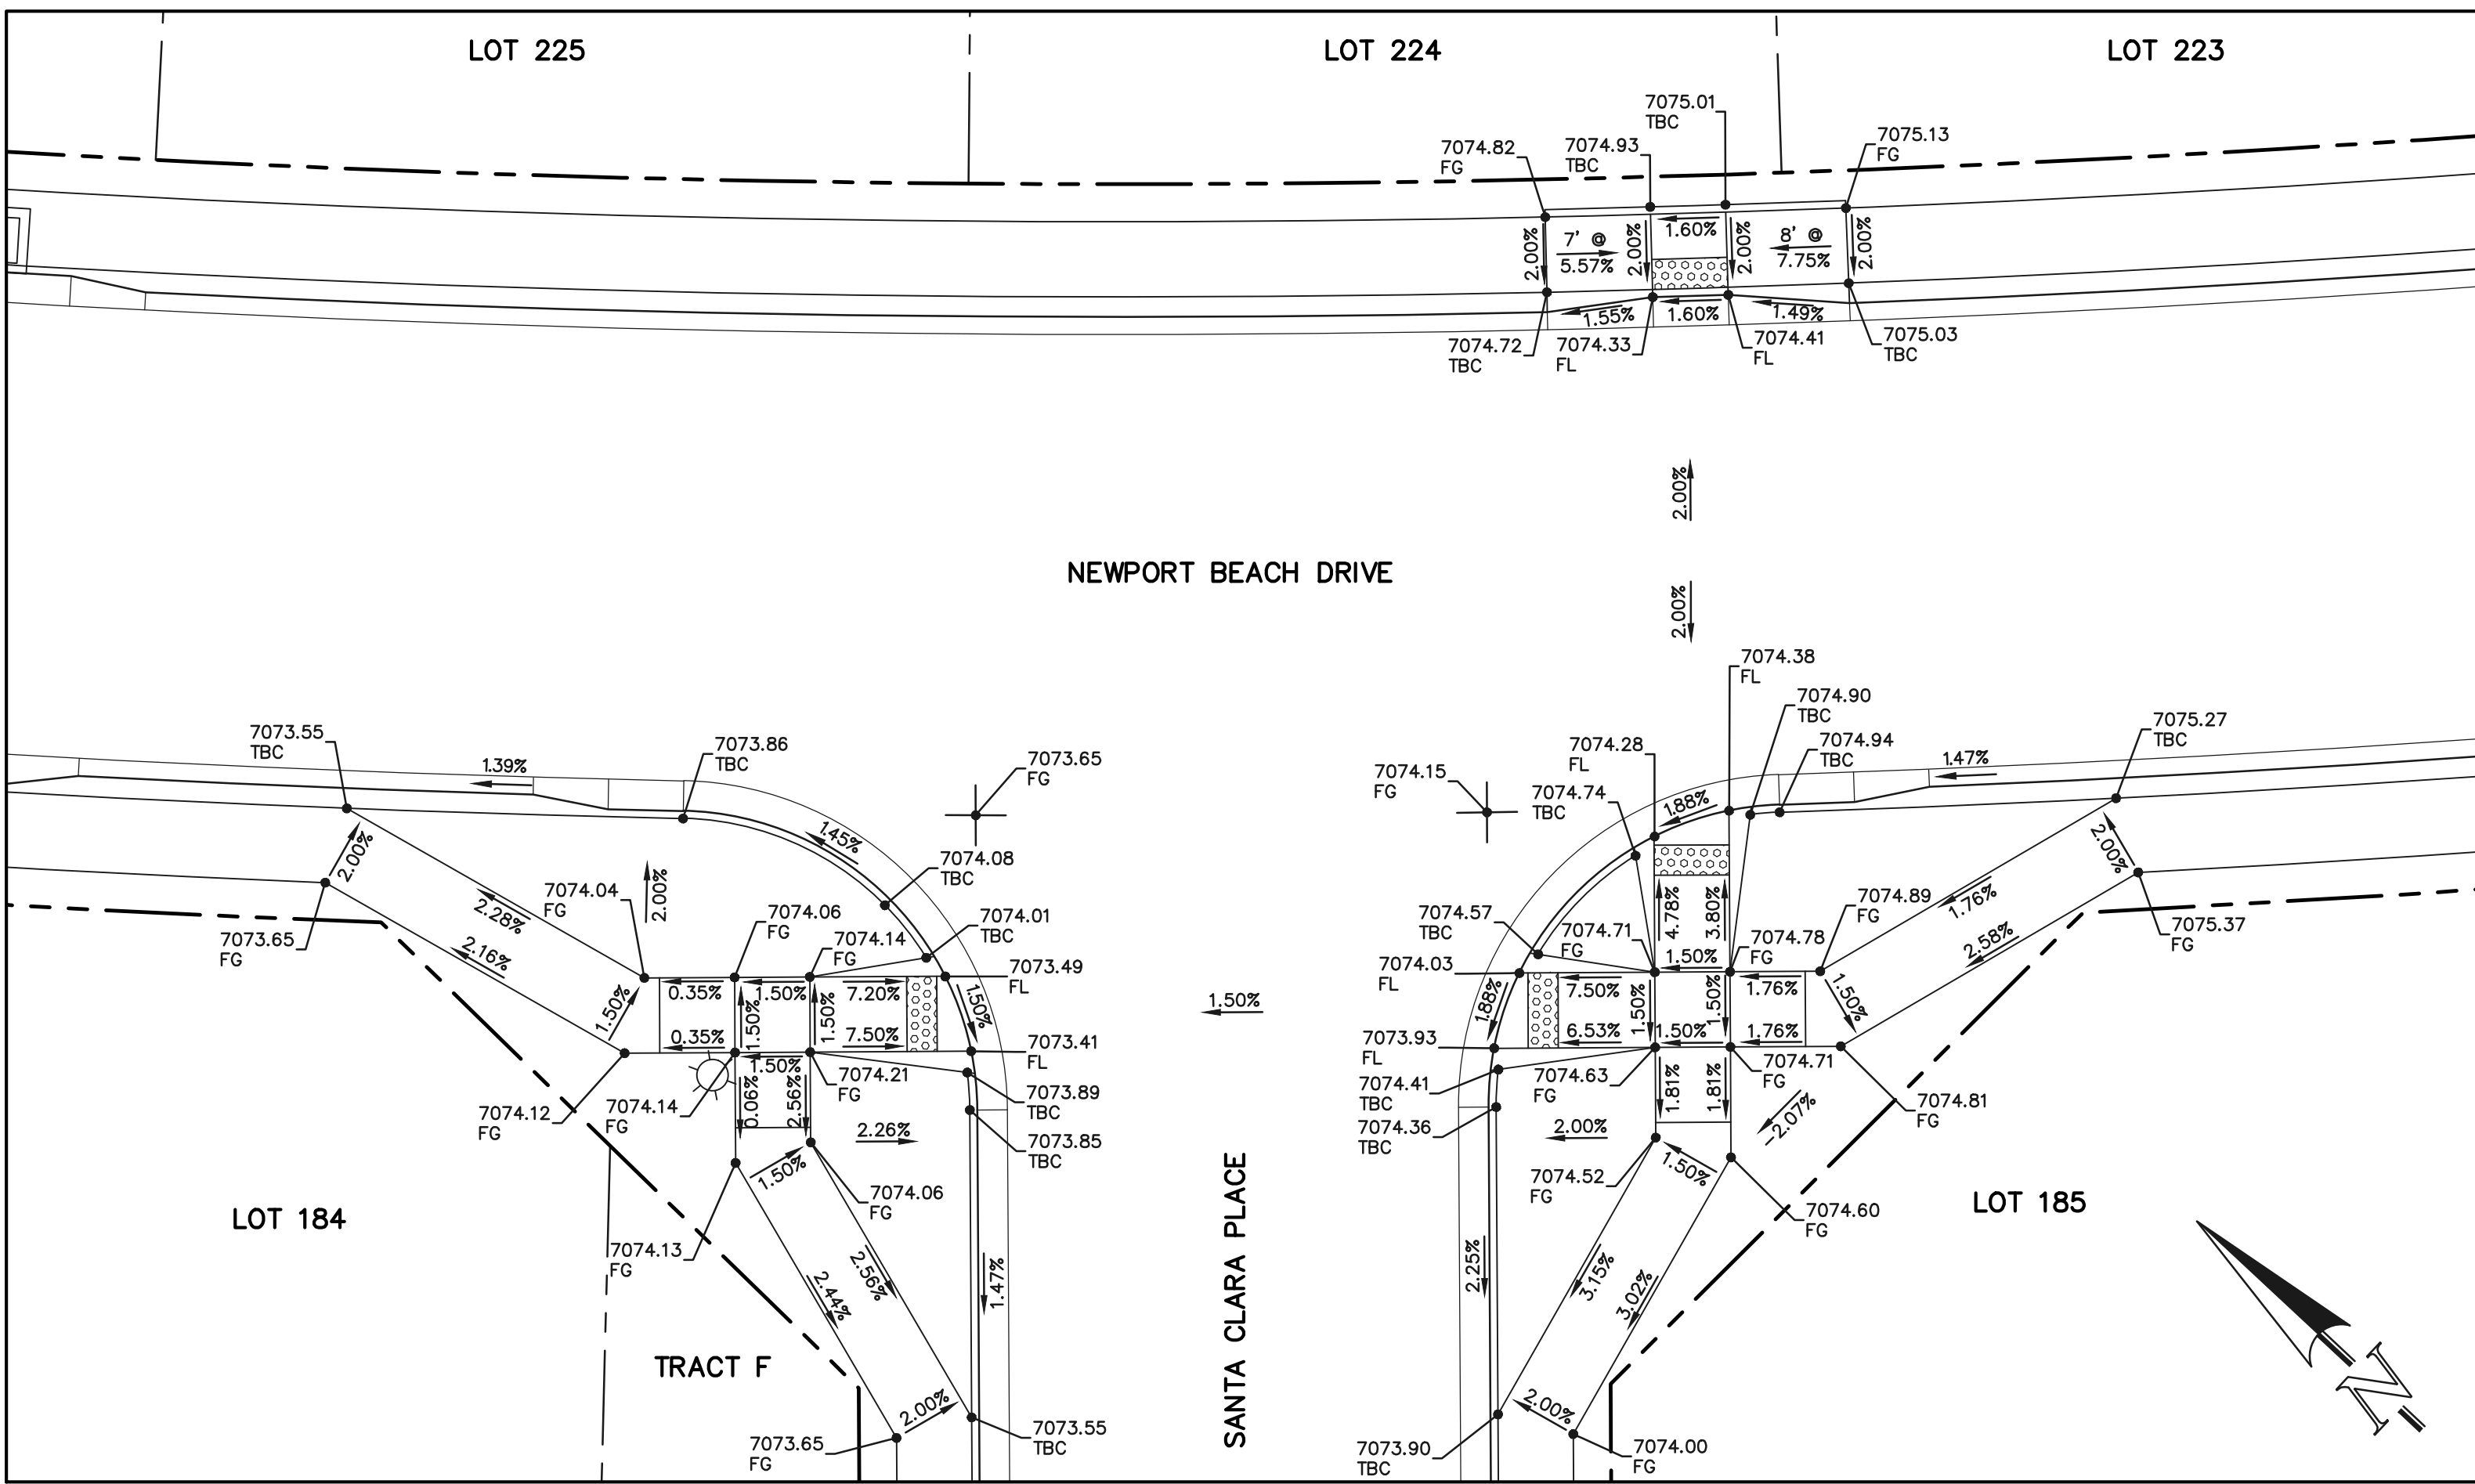 LOT 225
LOT 224
LOT 223
7075.01
TBC
7074.82
FG
7074.93
TBC
7075.13
FG
2.00%
7' @
5.57%
2.00%
1.60%
2.00%
8' @
7.75%
2.00%
1.55%
1.60%
1.49%
7074.72
TBC
7074.33
FL
7074.41
FL
7075.03
TBC
2.00%
2.00%
NEWPORT BEACH DRIVE
7073.55
TBC
1.39%
7073.86
TBC
7073.65
FG
1.45%
7074.08
TBC
2.00%
2.28%
7074.04
FG
2.00%
7074.06
FG
7074.14
FG
7074.01
TBC
7073.65
FG
2.16%
7073.49
FL
1.50%
0.35%
1.50%
7.20%
1.50%
1.50%
1.50%
0.35%
7.50%
1.50%
7073.41
FL
7074.21
FG
7073.89
TBC
7074.12
FG
7074.14
FG
0.06%
2.56%
2.26%
7073.85
TBC
1.50%
7074.06
FG
7074.13
FG
2.44%
2.56%
1.47%
LOT 184
TRACT F
2.00%
7073.65
FG
7073.55
TBC
1.50%
SANTA CLARA PLACE
7074.38
FL
7074.90
TBC
7074.28
FL
7074.94
TBC
7075.27
TBC
7074.15
FG
7074.74
TBC
1.88%
1.47%
2.00%
4.78%
3.80%
7074.89
FG
1.76%
7074.57
TBC
7074.71
FG
7074.78
FG
2.58%
7075.37
FG
7074.03
FL
1.50%
7.50%
1.76%
1.88%
1.50%
1.50%
1.50%
6.53%
1.50%
1.76%
7073.93
FL
7074.41
TBC
7074.63
FG
7074.71
FG
7074.81
FG
1.81%
1.81%
-2.07%
7074.36
TBC
2.00%
7074.52
FG
1.50%
7074.60
FG
LOT 185
2.25%
3.15%
3.02%
2.00%
7073.90
TBC
7074.00
FG
N